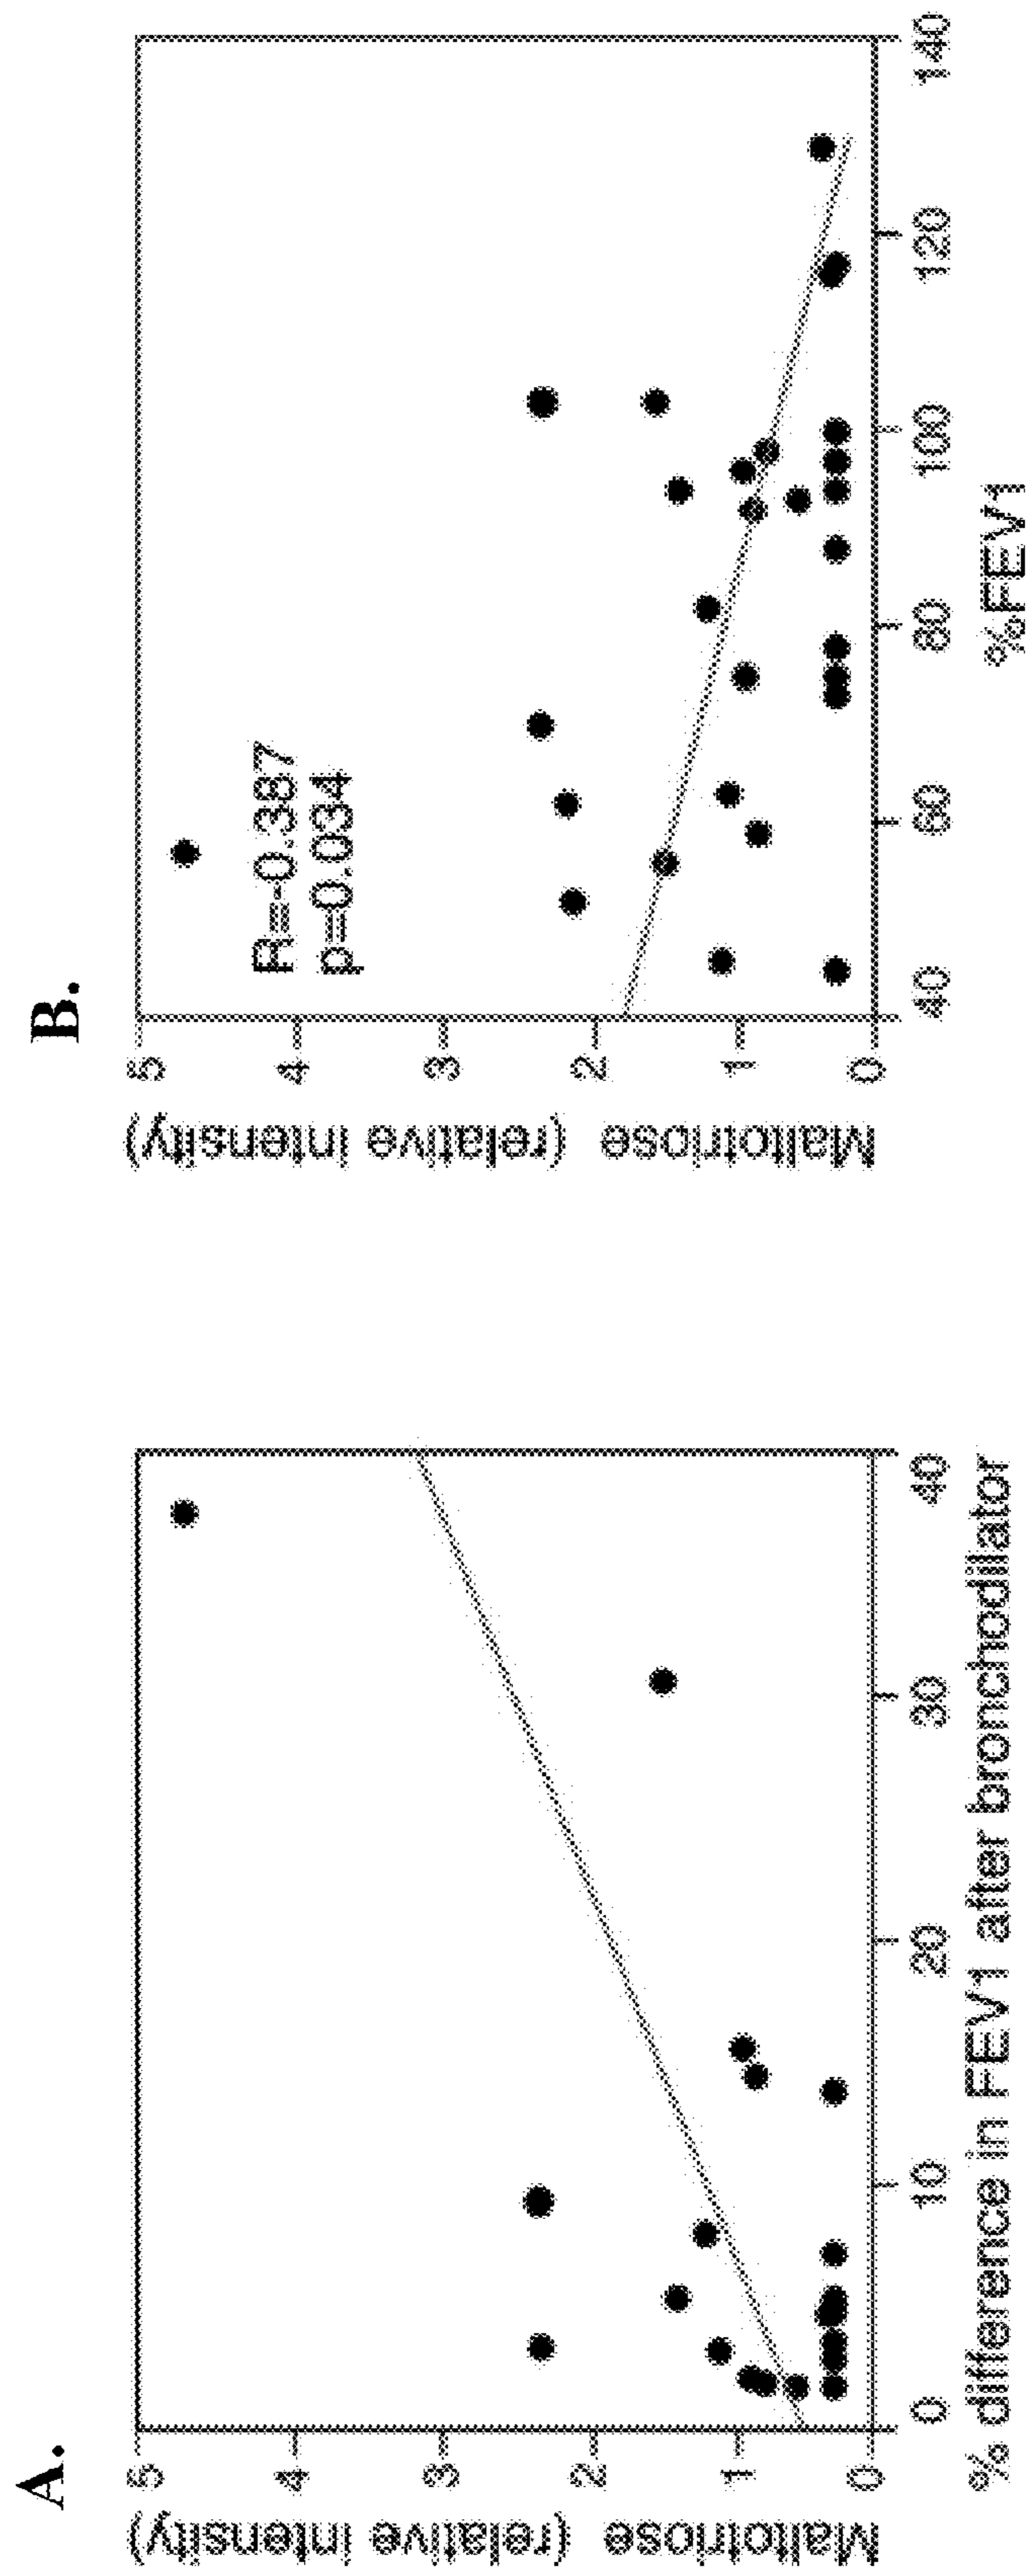 A.
Maltotriose (relative intensity)
5
4
3
2
1
0
0
10
20
30
40
% difference in FEV1 after bronchodilator
B.
Maltotriose (relative intensity)
5
4
3
2
1
0
R=-0.387
p=0.034
40
60
80
100
120
140
%FEV1